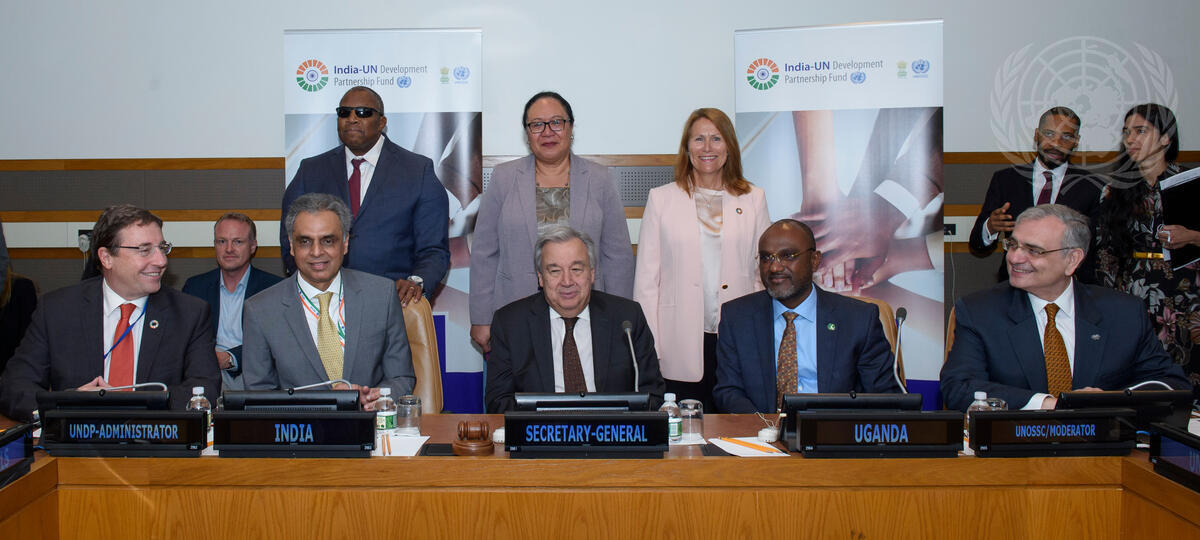 India-UN Development
Partnership Fund
India-UN Development
Partnership Fund
UNDP-ADMINISTRATOR
INDIA
SECRETARY-GENERAL
UGANDA
UNOSSC/MODERATOR